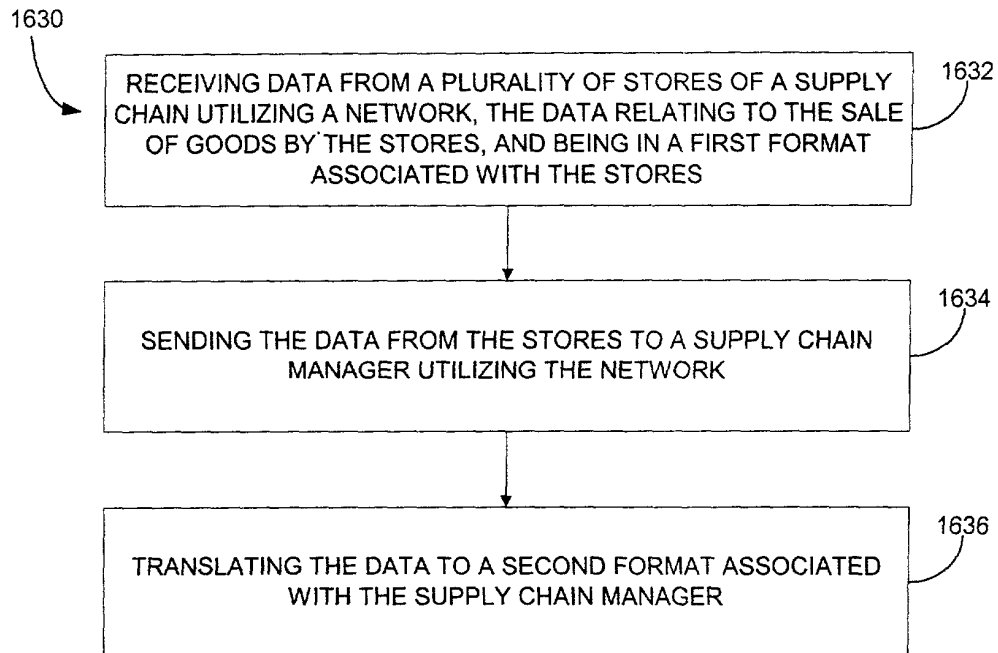 1630
1632
RECEIVING DATA FROM A PLURALITY OF STORES OF A SUPPLY
CHAIN UTILIZING A NETWORK, THE DATA RELATING TO THE SALE
OF GOODS BY THE STORES, AND BEING IN A FIRST FORMAT
ASSOCIATED WITH THE STORES
1634
SENDING THE DATA FROM THE STORES TO A SUPPLY CHAIN
MANAGER UTILIZING THE NETWORK
1636
TRANSLATING THE DATA TO A SECOND FORMAT ASSOCIATED
WITH THE SUPPLY CHAIN MANAGER